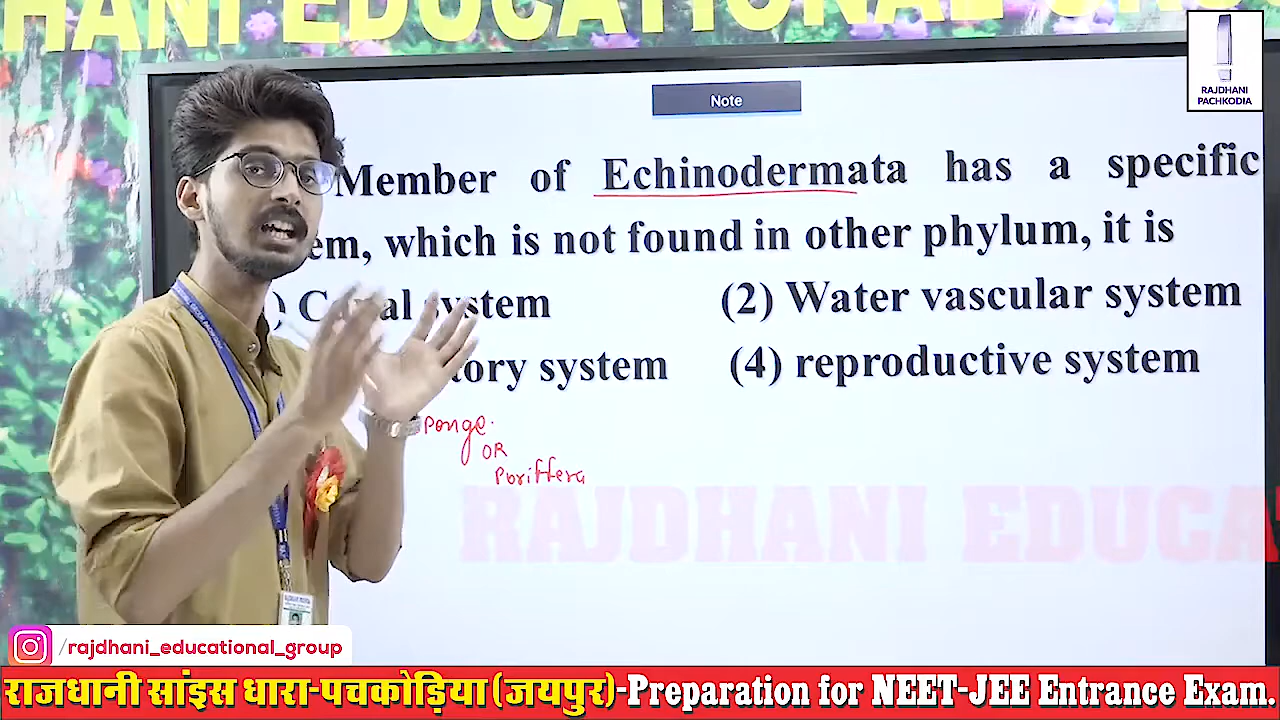 HANI EDUCATIONAL GROU
RAJDHANI
PACHKODIA
Note
Member of Echinodermata has a specific
em, which is not found in other phylum, it is
system (2) Water vascular system
tory system (4) reproductive system
ponge.
OR
Poriffera
RAJDHANI EDUCA
/rajdhani_educational_group
राजधानी सांइस धारा-पचकोड़िया (जयपुर)-Preparation for NEET-JEE Entrance Exam.